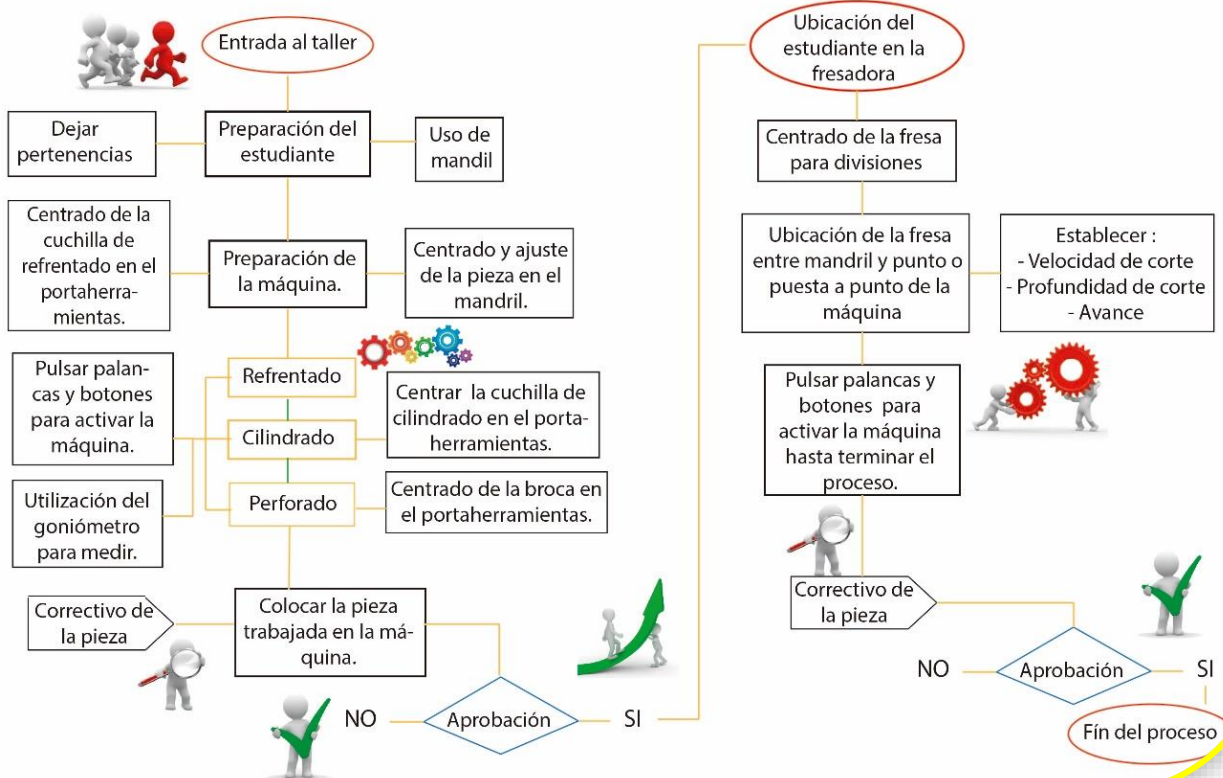 Entrada al taller
Dejar
pertenencias
Preparación del
estudiante
Uso de
mandil
Centrado de la
cuchilla de
refrentado en el
portaherra-
mientas.
Preparación de
la máquina.
Centrado y ajuste
de la pieza en el
mandril.
Pulsar palan-
cas y botones
para activar la
máquina.
Refrentado
Cilindrado
Perforado
Centrar la cuchilla de
cilindrado en el porta-
herramientas.
Utilización del
goniómetro
para medir.
Centrado de la broca en
el portaherramientas.
Correctivo de
la pieza
Colocar la pieza
trabajada en la má-
quina.
NO
Aprobación
SI
Ubicación del
estudiante en la
fresadora
Centrado de la fresa
para divisiones
Ubicación de la fresa
entre mandril y punto o
puesta a punto de la
máquina
Establecer :
- Velocidad de corte
- Profundidad de corte
- Avance
Pulsar palancas y
botones para
activar la máquina
hasta terminar el
proceso.
Correctivo de
la pieza
NO
Aprobación
SI
Fín del proceso